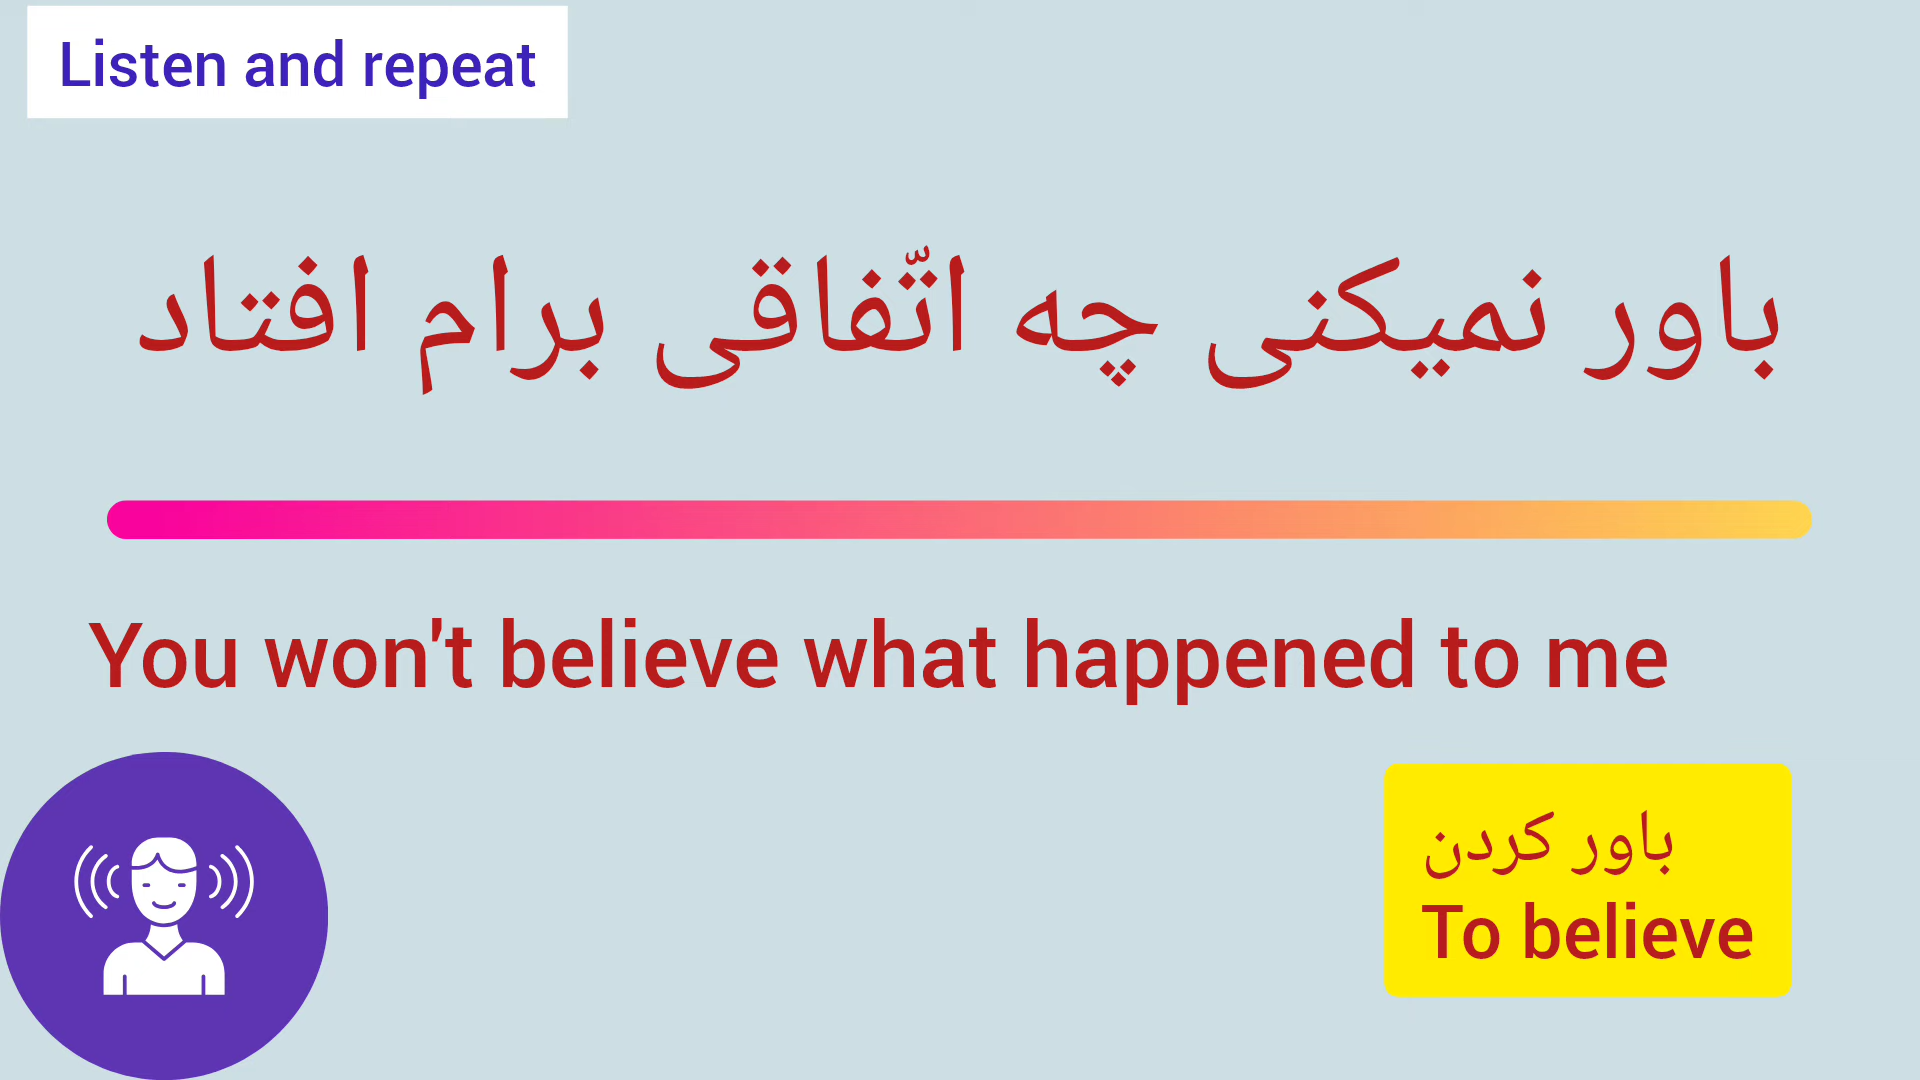 Listen and repeat
باور نمیکنی چه اتّفاقی برام افتاد
You won't believe what happened to me
باور کردن
To believe